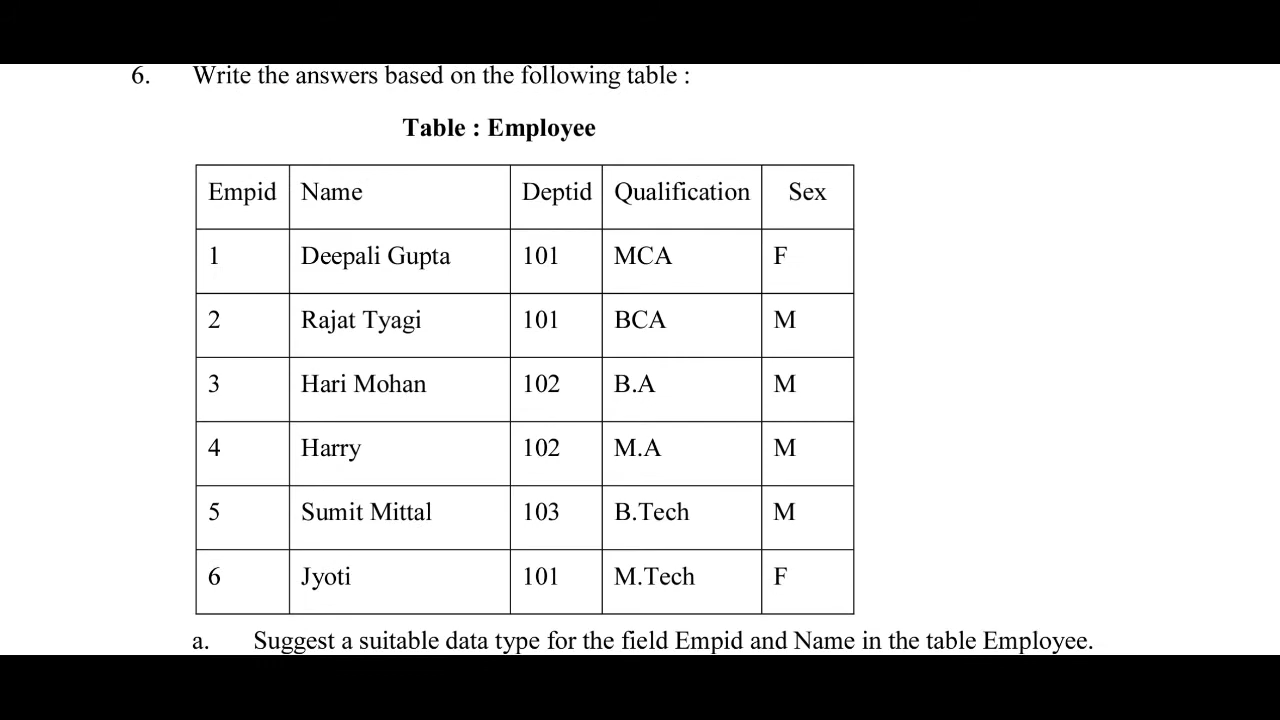 6. Write the answers based on the following table :
Table : Employee
Empid Name Deptid Qualification Sex
1 Deepali Gupta 101 MCA F
2 Rajat Tyagi 101 BCA M
3 Hari Mohan 102 B.A M
4 Harry 102 M.A M
5 Sumit Mittal 103 B.Tech M
6 Jyoti 101 M.Tech F
a. Suggest a suitable data type for the field Empid and Name in the table Employee.